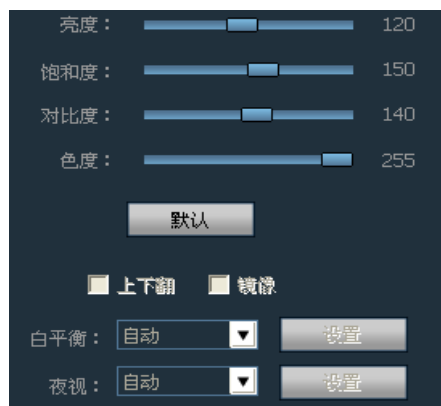 亮度： 120
饱和度： 150
对比度： 140
色度： 255
默认
上下翻 镜像
白平衡： 自动 设置
夜视： 自动 设置